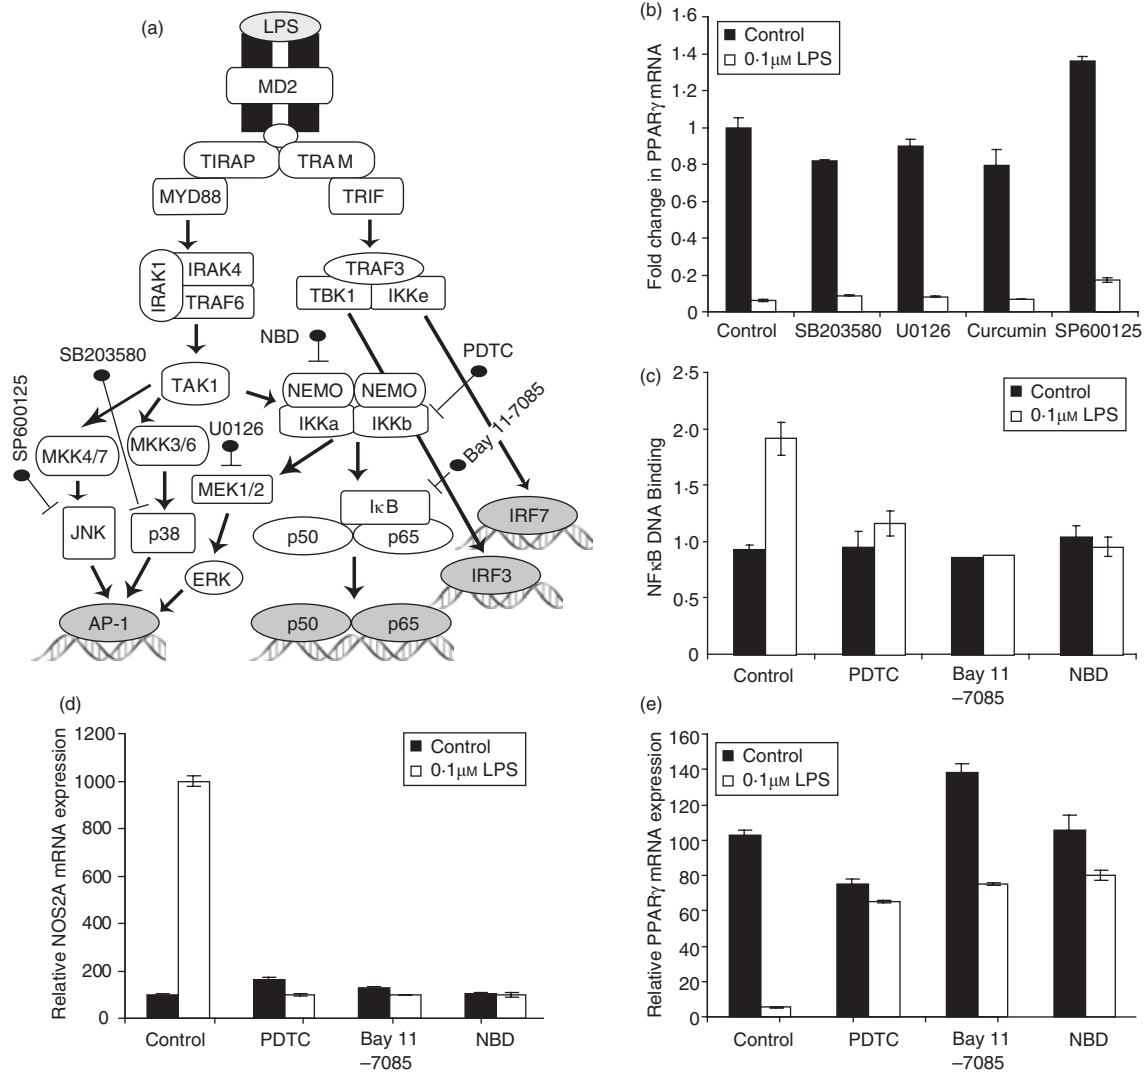 (a)
LPS
MD2
TIRAP
TRAM
MYD88
TRIF
IRAK1
IRAK4
TRAF6
TRAF3
TBK1
IKKe
NBD
PDTC
SB203580
SP600125
TAK1
NEMO
NEMO
IKKa
IKKb
Bay 11-7085
U0126
MKK4/7
MKK3/6
MEK1/2
IκB
JNK
p38
p50
p65
IRF7
ERK
IRF3
AP-1
p50
p65
(b)
Fold change in PPARγ mRNA
1·6
1·4
1·2
1
0·8
0·6
0·4
0·2
0
Control
0·1μM LPS
Control
SB203580
U0126
Curcumin
SP600125
(c)
NFκB DNA Binding
2·5
2·0
1·5
1·0
0·5
0
Control
0·1μM LPS
Control
PDTC
Bay 11
–7085
NBD
(d)
Relative NOS2A mRNA expression
1200
1000
800
600
400
200
0
Control
0·1μM LPS
Control
PDTC
Bay 11
–7085
NBD
(e)
Relative PPARγ mRNA expression
160
140
120
100
80
60
40
20
0
Control
0·1μM LPS
Control
PDTC
Bay 11
–7085
NBD